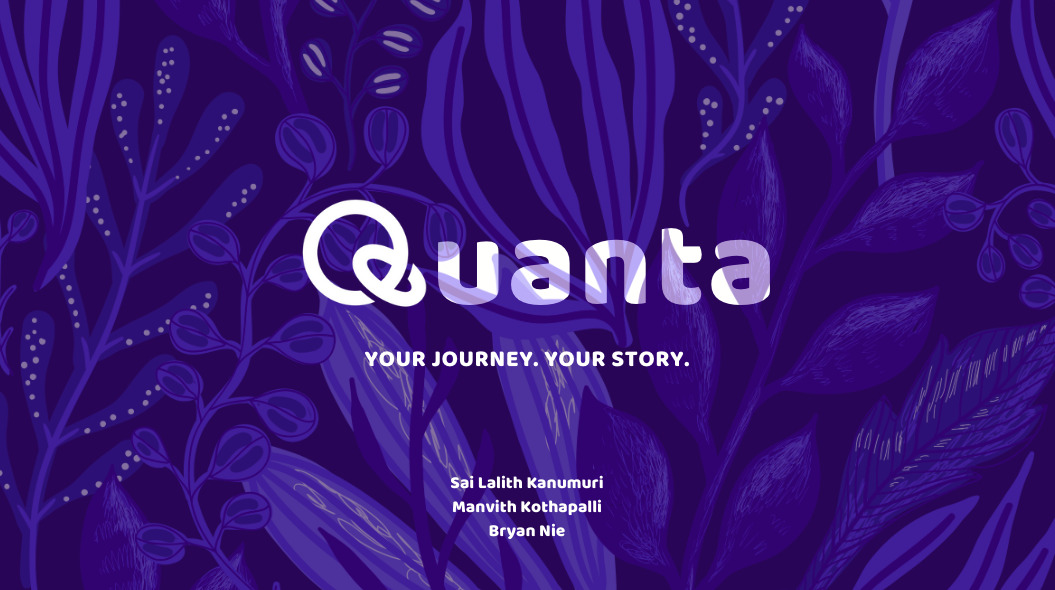 Quanta
YOUR JOURNEY. YOUR STORY.
Sai Lalith Kanumuri
Manvith Kothapalli
Bryan Nie